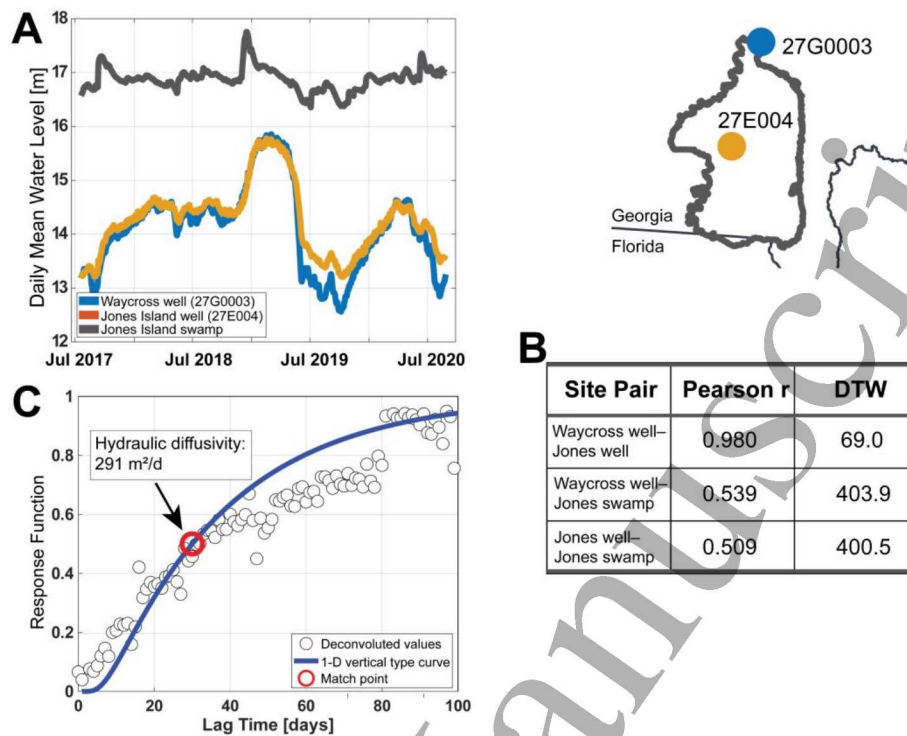 A
18
17
16
15
14
13
12
Daily Mean Water Level [m]
Waycross well (27G0003)
Jones Island well (27E004)
Jones Island swamp
Jul 2017
Jul 2018
Jul 2019
Jul 2020
27G0003
27E004
Georgia
Florida
B
Site Pair Pearson r DTW
Waycross well–
Jones well
0.980 69.0
Waycross well–
Jones swamp
0.539 403.9
Jones well–
Jones swamp
0.509 400.5
C
1
0.8
0.6
0.4
0.2
0
Response Function
Hydraulic diffusivity:
291 m²/d
Deconvoluted values
1-D vertical type curve
Match point
0 20 40 60 80 100
Lag Time [days]